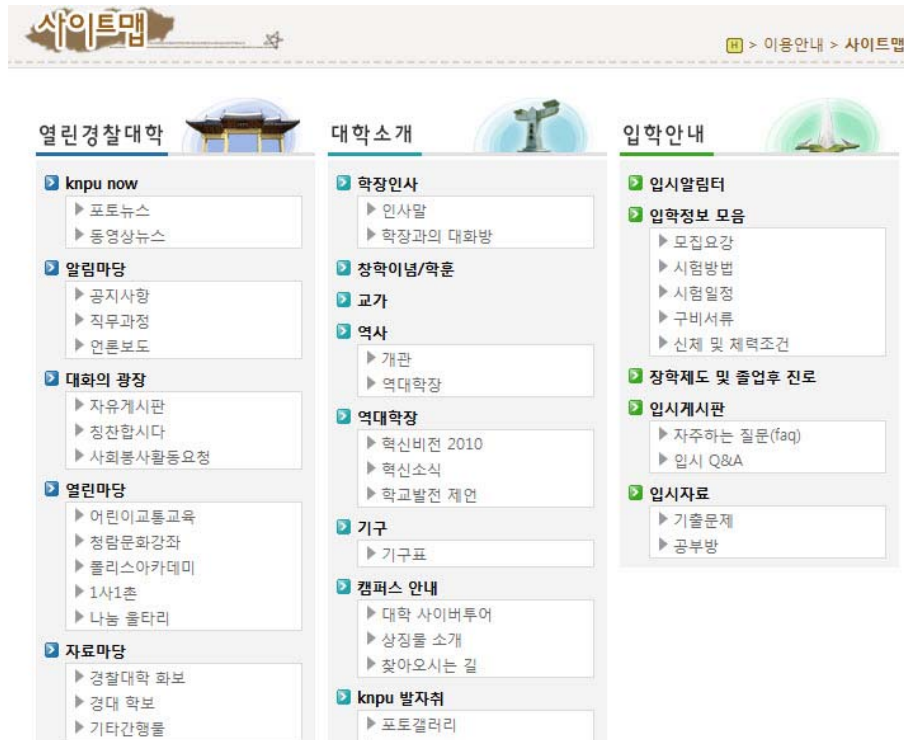 사이트맵
H > 이용안내 > 사이트맵
열린경찰대학
knpu now
포토뉴스
동영상뉴스
알림마당
공지사항
직무과정
언론보도
대화의 광장
자유게시판
칭찬합시다
사회봉사활동요청
열린마당
어린이교통교육
청람문화강좌
폴리스아카데미
1사1촌
나눔 울타리
자료마당
경찰대학 화보
경대 학보
기타간행물
대학소개
학장인사
인사말
학장과의 대화방
창학이념/학훈
교가
역사
개관
역대학장
역대학장
혁신비전 2010
혁신소식
학교발전 제언
기구
기구표
캠퍼스 안내
대학 사이버투어
상징물 소개
찾아오시는 길
knpu 발자취
포토갤러리
입학안내
입시알림터
입학정보 모음
모집요강
시험방법
시험일정
구비서류
신체 및 체력조건
장학제도 및 졸업후 진로
입시게시판
자주하는 질문(faq)
입시 Q&A
입시자료
기출문제
공부방